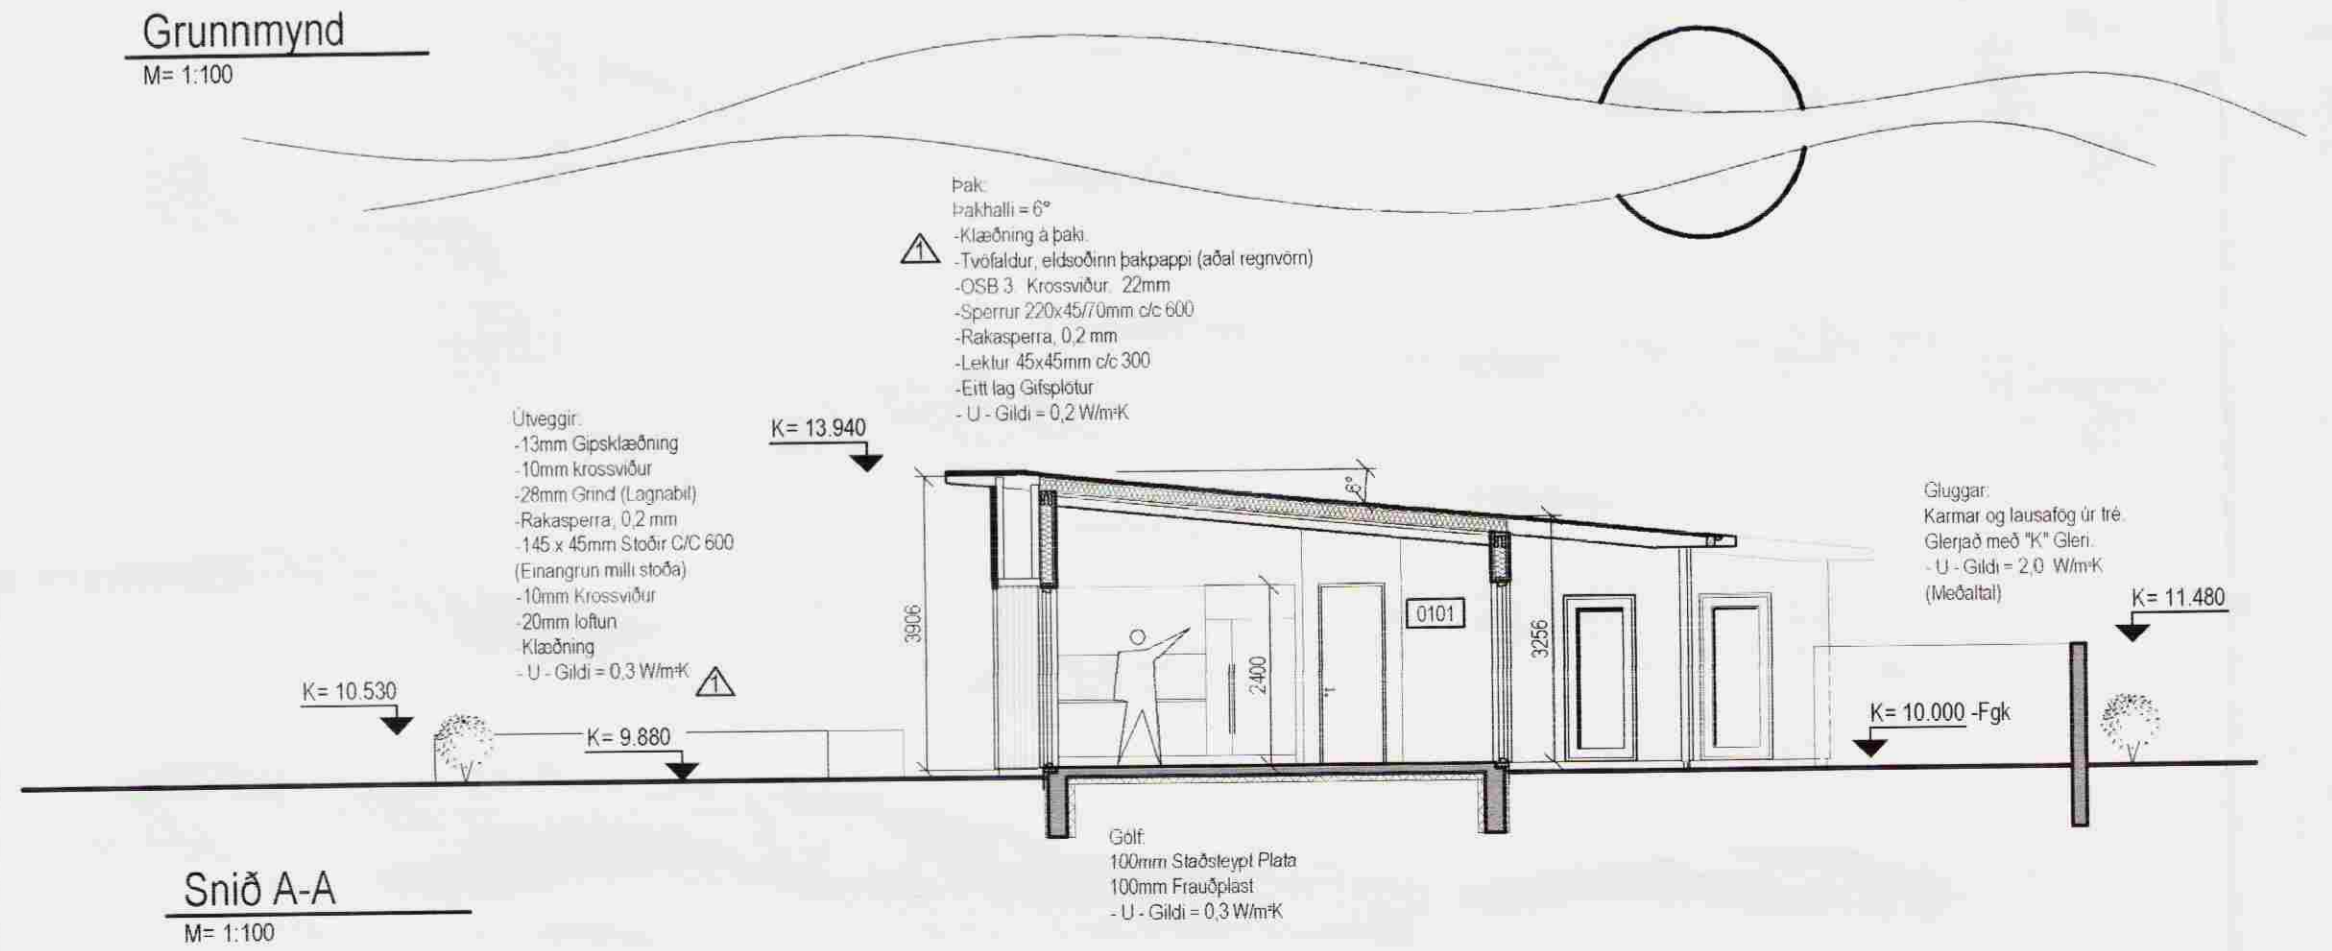 Grunnmynd
M= 1:100
Þak:
Þakhalli = 6°
-Klæðning á þaki.
-Tvöfaldur, eldsoðinn þakpappi (aðal regnvörn)
-OSB 3. Krossviður. 22mm
-Sperrur 220x45/70mm c/c 600
-Rakasperra, 0,2 mm
-Lektur 45x45mm c/c 300
-Eitt lag Gifsplötur
- U - Gildi = 0,2 W/m²K
1
Útveggir:
-13mm Gipsklæðning
-10mm krossviður
-28mm Grind (Lagnabil)
-Rakasperra, 0,2 mm
-145 x 45mm Stoðir C/C 600
(Einangrun milli stoða)
-10mm Krossviður
-20mm loftun
-Klæðning
- U - Gildi = 0,3 W/m²K
1
K= 13.940
6°
Gluggar:
Karmar og lausafög úr tré.
Glerjað með "K" Gleri.
- U - Gildi = 2,0 W/m²K
(Meðaltal)
K= 11.480
3906
2400
0101
3256
K= 10.530
K= 9.880
K= 10.000 -Fgk
Gólf:
100mm Staðsteypt Plata
100mm Frauðplast
- U - Gildi = 0,3 W/m²K
Snið A-A
M= 1:100